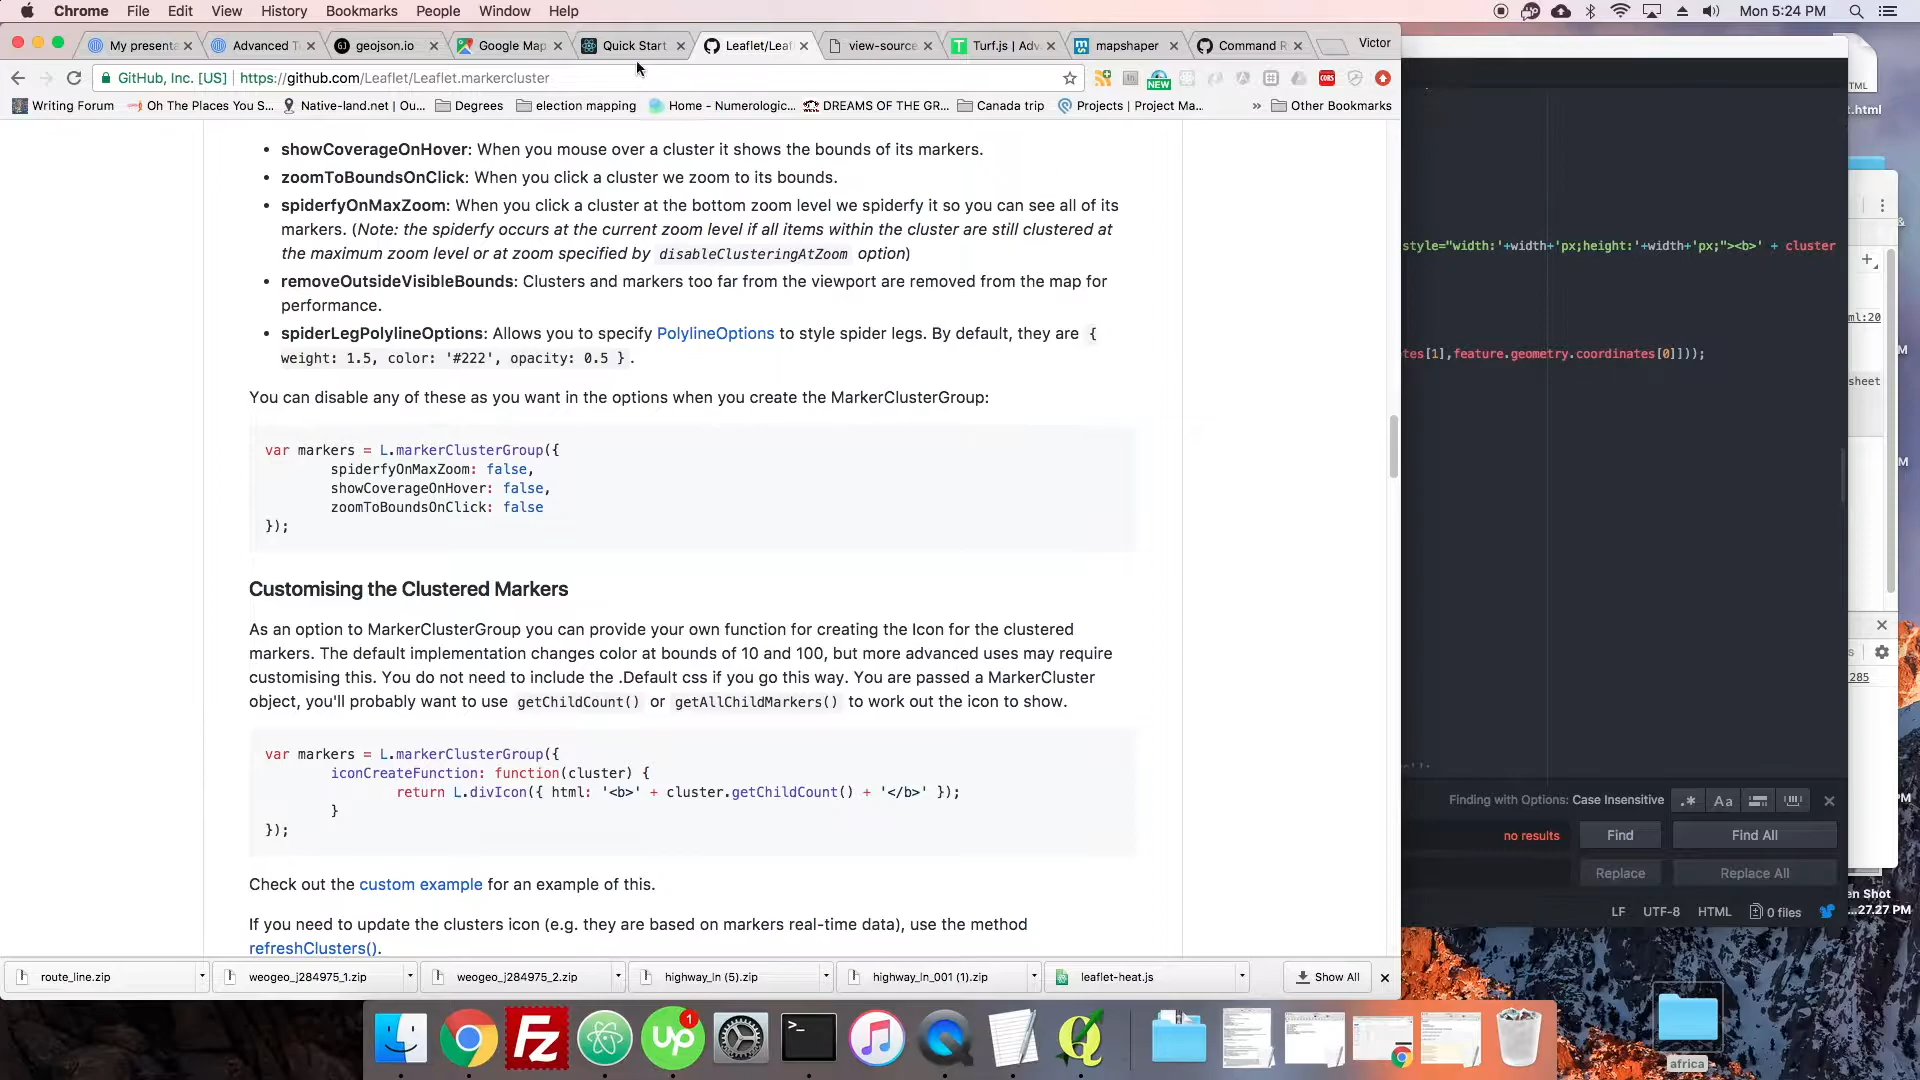 Chrome File Edit View History Bookmarks People Window Help Mon 5:24 PM
My presenta Advanced T geojson.io Google Map Quick Start Leaflet/Leaf view-source Turf.js | Adv mapshaper Command R Victor
GitHub, Inc. [US] https://github.com/Leaflet/Leaflet.markercluster NEW CORS
Writing Forum Oh The Places You S... Native-land.net | Ou... Degrees election mapping Home - Numerologic... DREAMS OF THE GR... Canada trip Projects | Project Ma... » Other Bookmarks
.html
• showCoverageOnHover: When you mouse over a cluster it shows the bounds of its markers.
• zoomToBoundsOnClick: When you click a cluster we zoom to its bounds.
• spiderfyOnMaxZoom: When you click a cluster at the bottom zoom level we spiderfy it so you can see all of its
markers. (Note: the spiderfy occurs at the current zoom level if all items within the cluster are still clustered at
the maximum zoom level or at zoom specified by disableClusteringAtZoom option)
• removeOutsideVisibleBounds: Clusters and markers too far from the viewport are removed from the map for
performance.
• spiderLegPolylineOptions: Allows you to specify PolylineOptions to style spider legs. By default, they are {
weight: 1.5, color: '#222', opacity: 0.5 } .
You can disable any of these as you want in the options when you create the MarkerClusterGroup:
var markers = L.markerClusterGroup({
spiderfyOnMaxZoom: false,
showCoverageOnHover: false,
zoomToBoundsOnClick: false
});
Customising the Clustered Markers
As an option to MarkerClusterGroup you can provide your own function for creating the Icon for the clustered
markers. The default implementation changes color at bounds of 10 and 100, but more advanced uses may require
customising this. You do not need to include the .Default css if you go this way. You are passed a MarkerCluster
object, you'll probably want to use getChildCount() or getAllChildMarkers() to work out the icon to show.
var markers = L.markerClusterGroup({
iconCreateFunction: function(cluster) {
return L.divIcon({ html: '<b>' + cluster.getChildCount() + '</b>' });
}
});
Check out the custom example for an example of this.
If you need to update the clusters icon (e.g. they are based on markers real-time data), use the method
refreshClusters().
style="width:'+width+'px;height:'+width+'px;"><b>' + cluster
ml:20
tes[1],feature.geometry.coordinates[0]]));
sheet
285
Finding with Options: Case Insensitive .* Aa
no results Find Find All
Replace Replace All
LF UTF-8 HTML 0 files
en Shot
...27.27 PM
route_line.zip weogeo_j284975_1.zip weogeo_j284975_2.zip highway_ln (5).zip highway_ln_001 (1).zip leaflet-heat.js Show All
Fz up 1 >_
africa